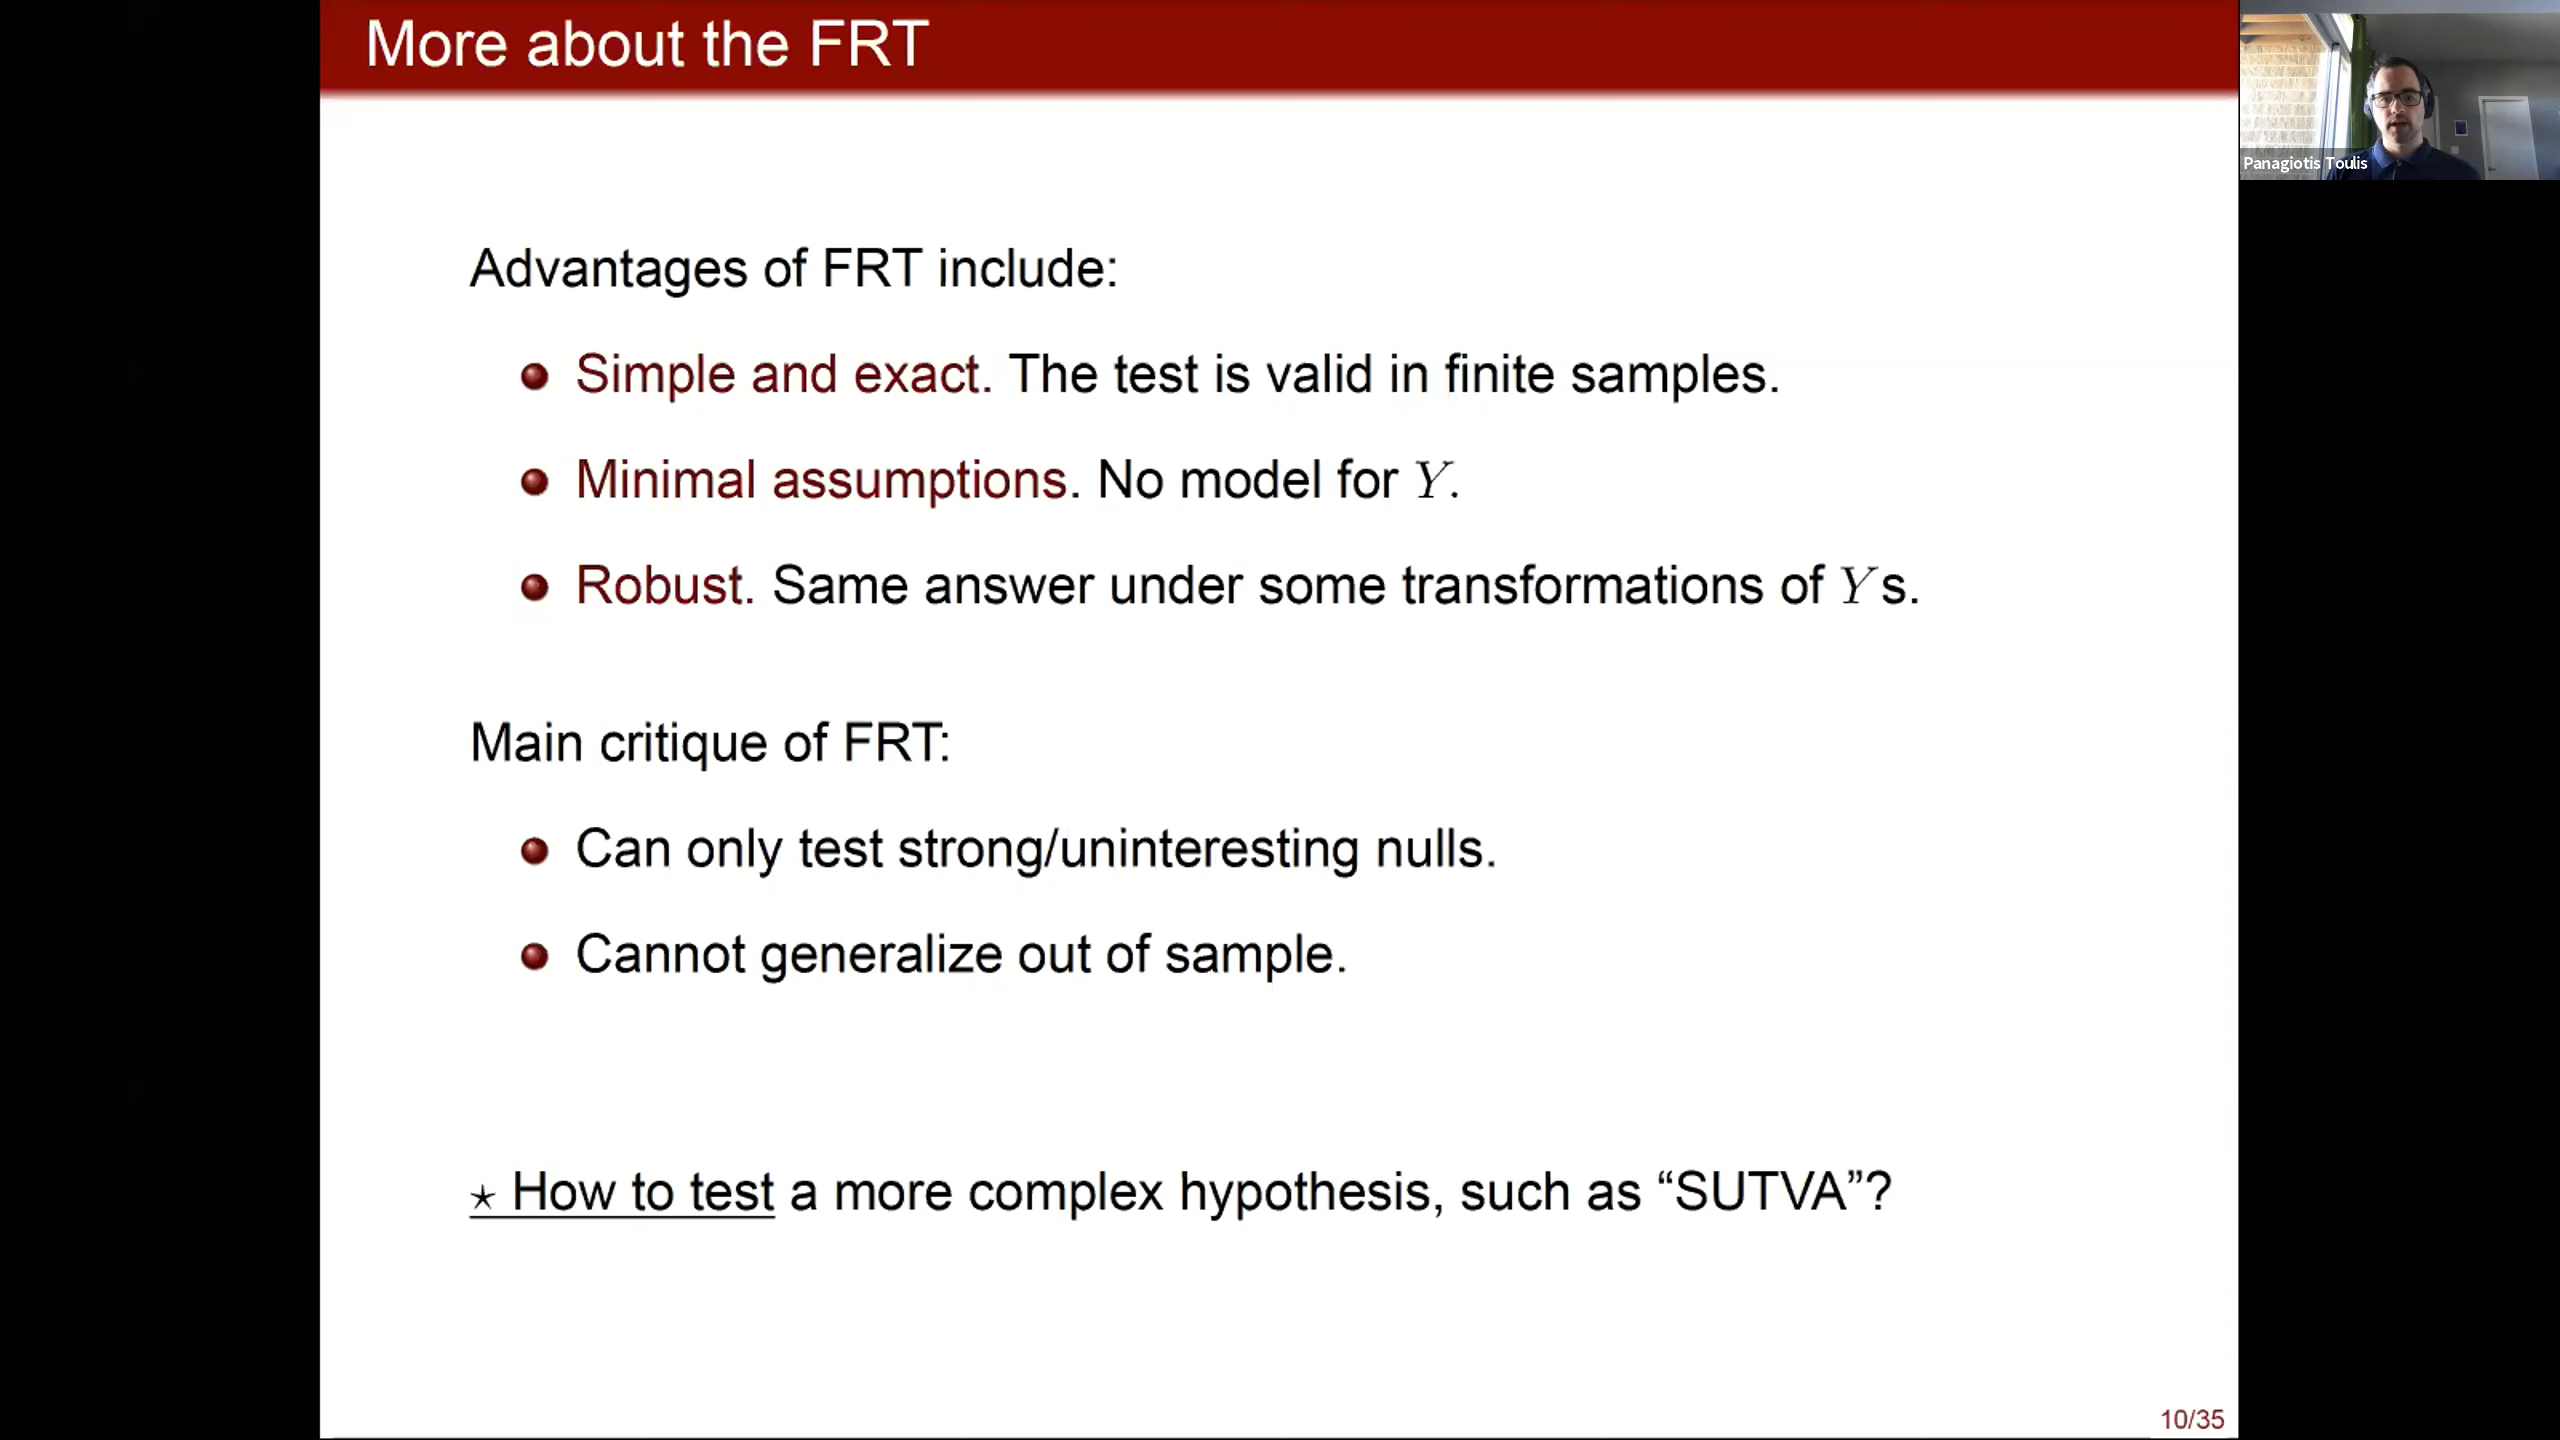 More about the FRT
Panagiotis Toulis
Advantages of FRT include:
Simple and exact. The test is valid in finite samples.
Minimal assumptions. No model for Y.
Robust. Same answer under some transformations of Y s.
Main critique of FRT:
Can only test strong/uninteresting nulls.
Cannot generalize out of sample.
⋆ How to test a more complex hypothesis, such as “SUTVA”?
10/35